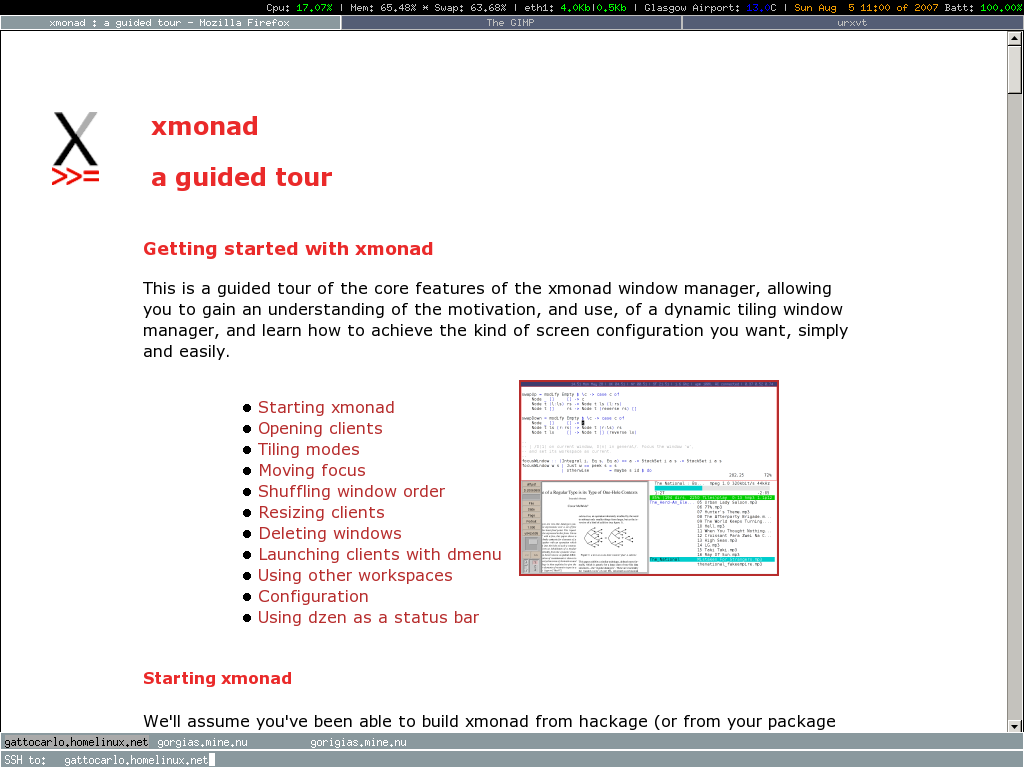 Cpu: 17.07% | Mem: 65.48% * Swap: 63.68% | eth1: 4.0Kb|0.5Kb | Glasgow Airport: 13.0°C | Sun Aug  5 11:00 of 2007 Batt: 100.00%
xmonad : a guided tour - Mozilla Firefox The GIMP urxvt
X
>>=
xmonad
a guided tour
Getting started with xmonad
This is a guided tour of the core features of the xmonad window manager, allowing
you to gain an understanding of the motivation, and use, of a dynamic tiling window
manager, and learn how to achieve the kind of screen configuration you want, simply
and easily.
Starting xmonad
Opening clients
Tiling modes
Moving focus
Shuffling window order
Resizing clients
Deleting windows
Launching clients with dmenu
Using other workspaces
Configuration
Using dzen as a status bar
Starting xmonad
We'll assume you've been able to build xmonad from hackage (or from your package
gattocarlo.homelinux.net gorgias.mine.nu gorigias.mine.nu
SSH to: gattocarlo.homelinux.net